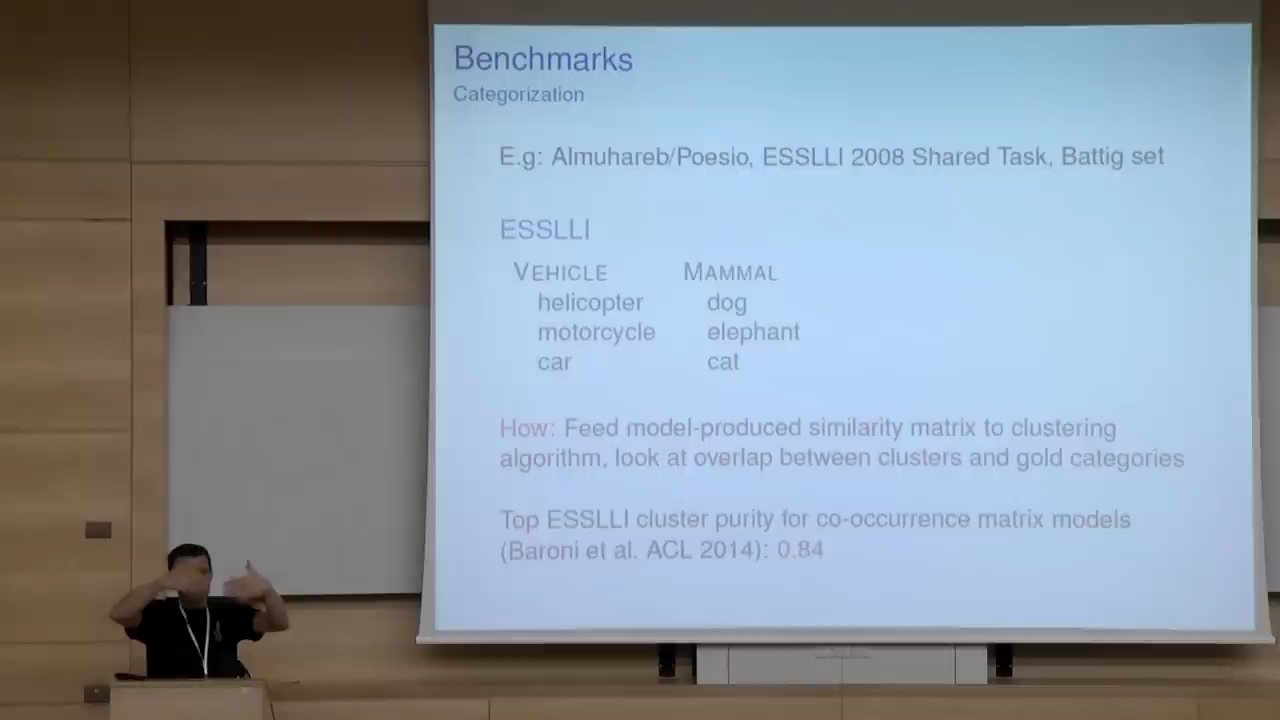 Benchmarks
Categorization
E.g: Almuhareb/Poesio, ESSLLI 2008 Shared Task, Battig set
ESSLLI
VEHICLE MAMMAL
helicopter dog
motorcycle elephant
car cat
How: Feed model-produced similarity matrix to clustering
algorithm, look at overlap between clusters and gold categories
Top ESSLLI cluster purity for co-occurrence matrix models
(Baroni et al. ACL 2014): 0.84